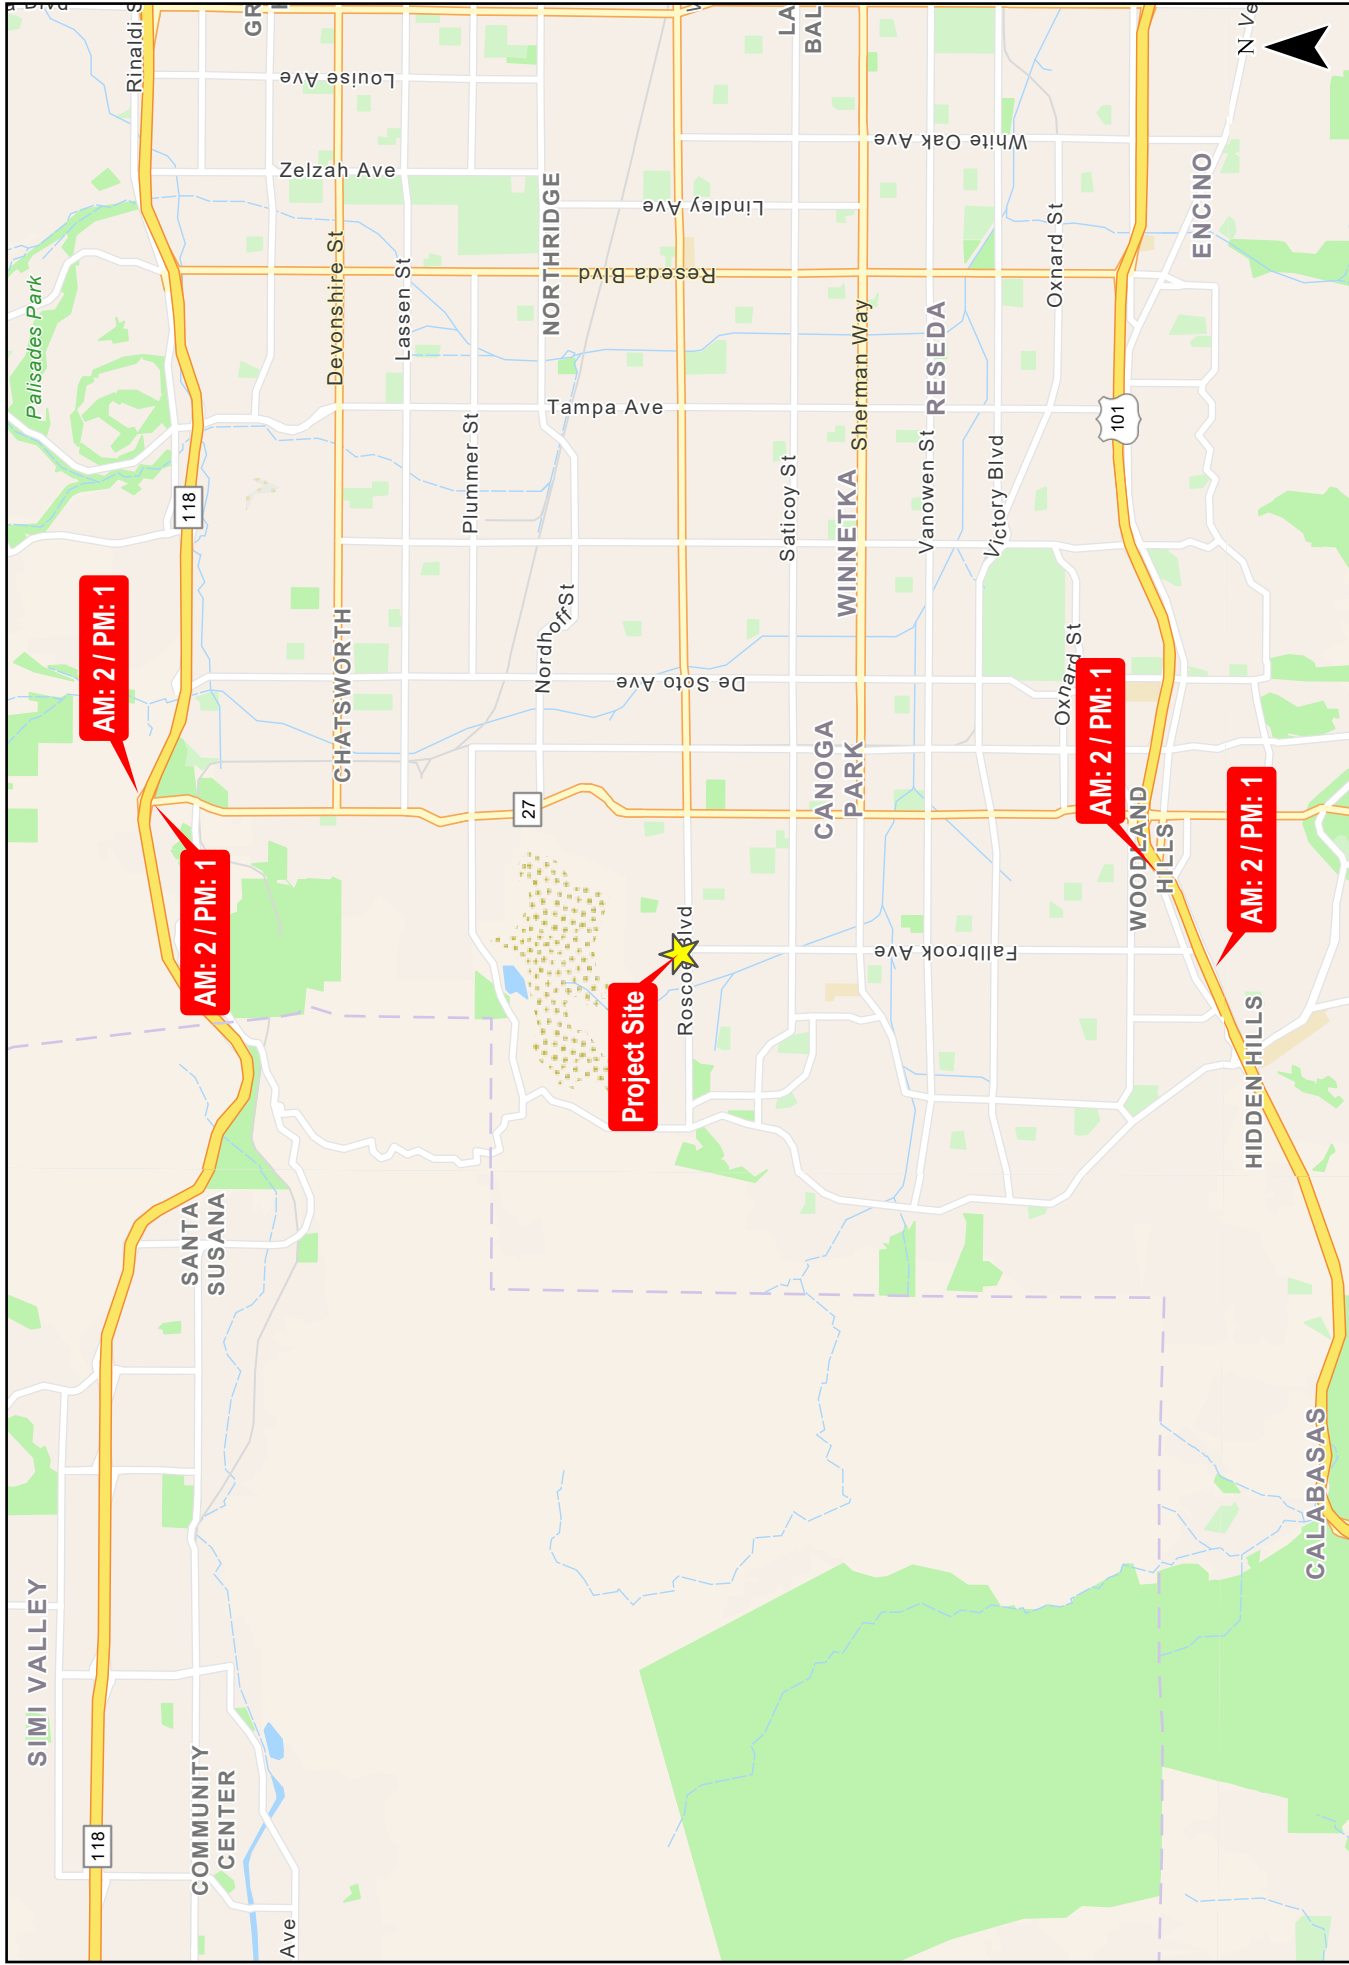 SIMI VALLEY
Palisades Park
118
AM: 2 / PM: 1
Rinaldi S
COMMUNITY
CENTER
SANTA
SUSANA
AM: 2 / PM: 1
118
GR
Ave
Louise Ave
Zelzah Ave
CHATSWORTH
Devonshire St
Lassen St
Plummer St
27
Nordhoff St
NORTHRIDGE
Tampa Ave
Project Site
Roscoe Blvd
De Soto Ave
Reseda Blvd
Lindley Ave
Saticoy St
LA
BAL
CANOGA
PARK
WINNETKA
Sherman Way
Fallbrook Ave
Vanowen St
RESEDA
White Oak Ave
Victory Blvd
Oxnard St
Oxnard St
AM: 2 / PM: 1
101
WOODLAND
HILLS
ENCINO
HIDDEN HILLS
AM: 2 / PM: 1
Ve
N
CALABASAS